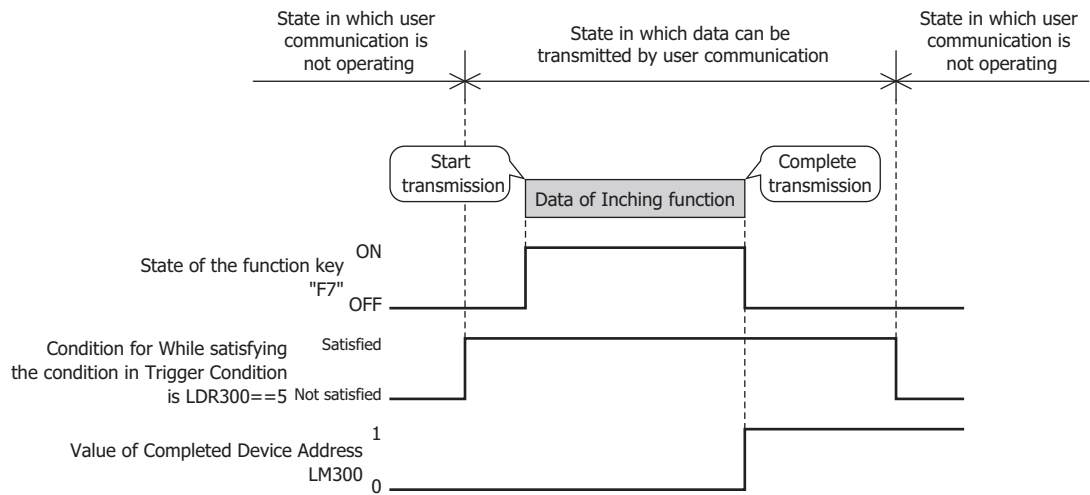 State in which user
communication is
not operating
State in which data can be
transmitted by user communication
State in which user
communication is
not operating
Start
transmission
Complete
transmission
Data of Inching function
State of the function key
"F7"
ON
OFF
Condition for While satisfying
the condition in Trigger Condition
is LDR300==5
Satisfied
Not satisfied
Value of Completed Device Address
LM300
1
0